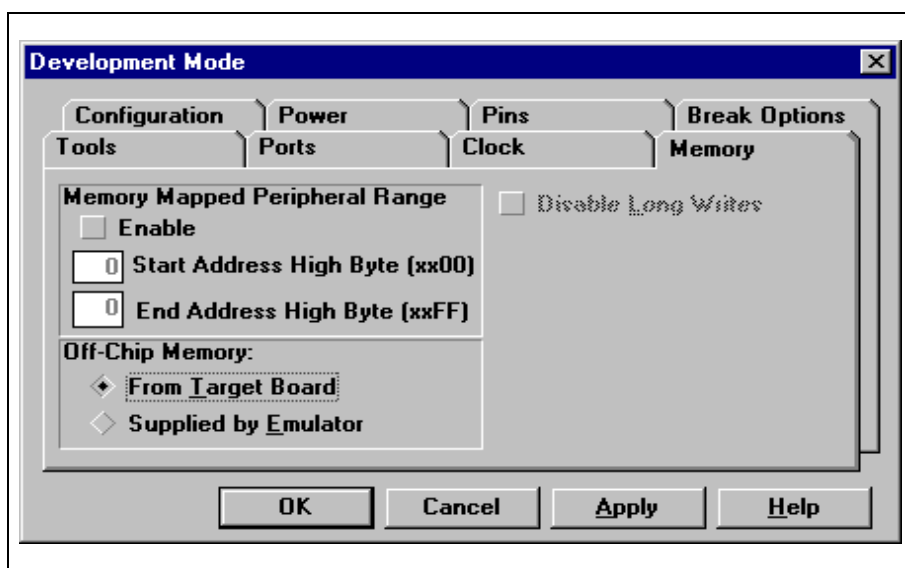 Development Mode
Configuration Power Pins Break Options
Tools Ports Clock Memory
Memory Mapped Peripheral Range
Disable Long Writes
Enable
0 Start Address High Byte (xx00)
0 End Address High Byte (xxFF)
Off-Chip Memory:
From Target Board
Supplied by Emulator
OK Cancel Apply Help